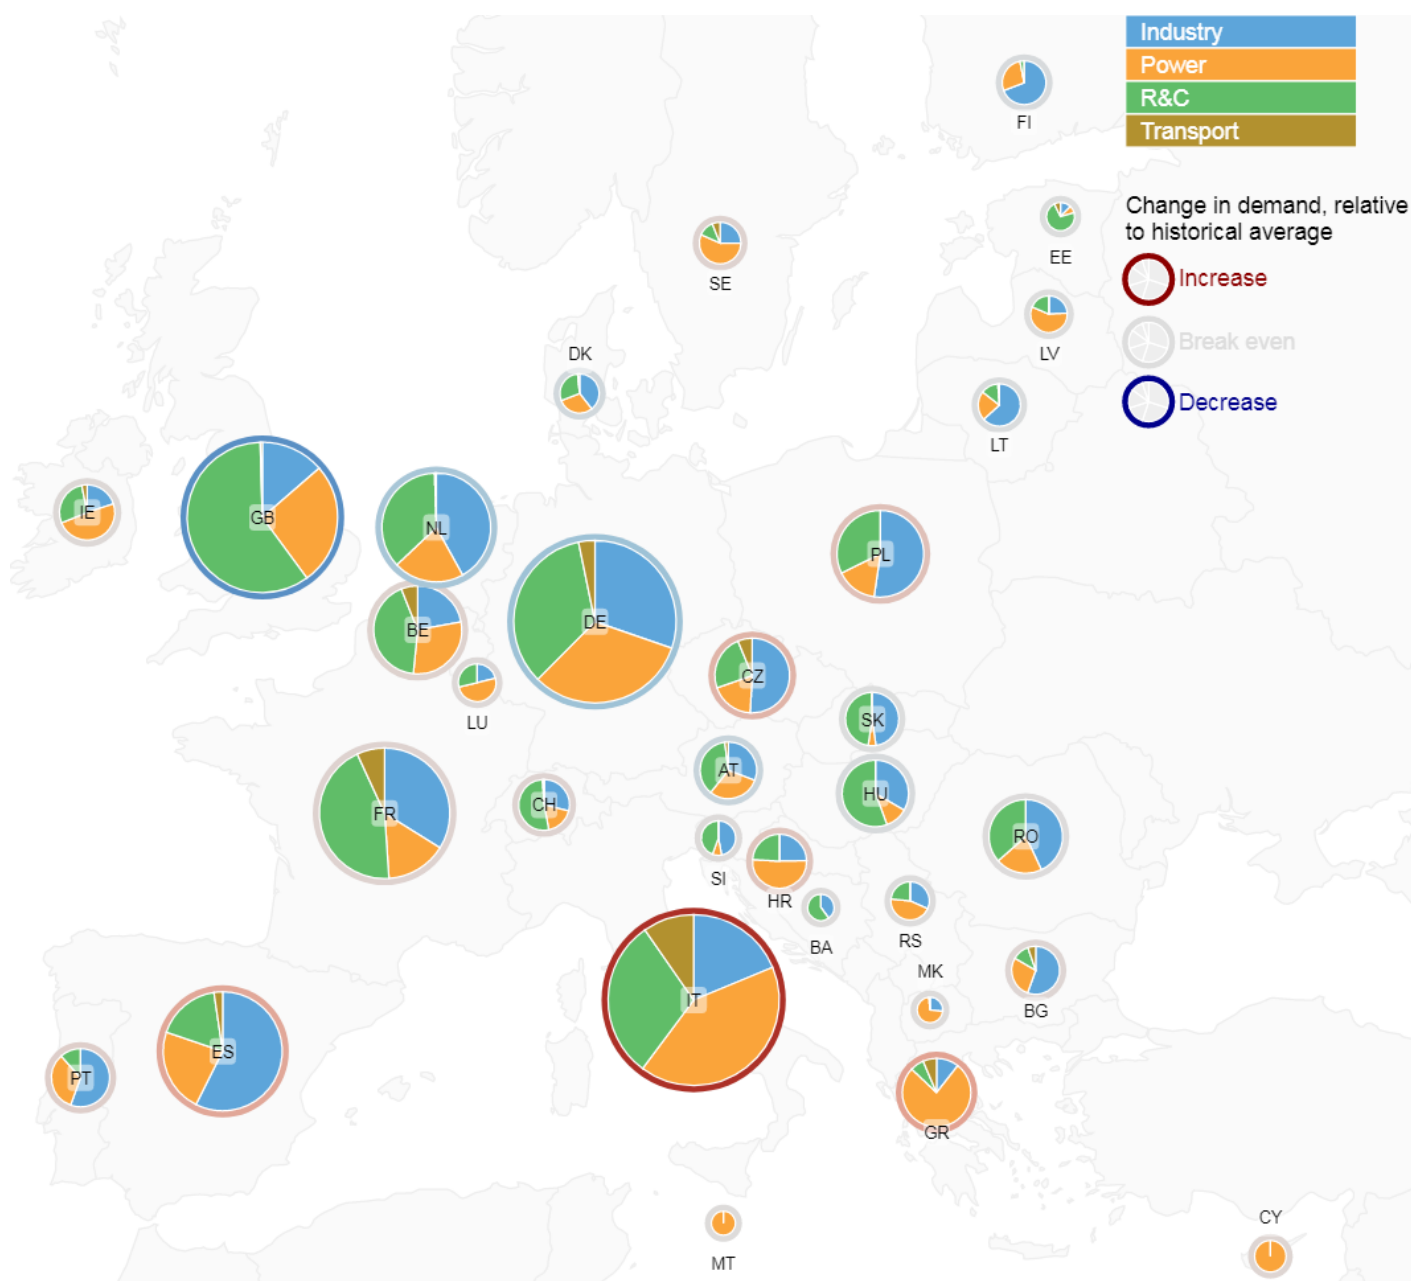 Industry
Power
R&C
Transport
Change in demand, relative
to historical average
Increase
Break even
Decrease
FI
EE
SE
LV
DK
LT
IE
GB
NL
PL
BE
DE
CZ
LU
SK
AT
HU
CH
FR
RO
SI
HR
BA
RS
MK
BG
IT
ES
PT
GR
MT
CY